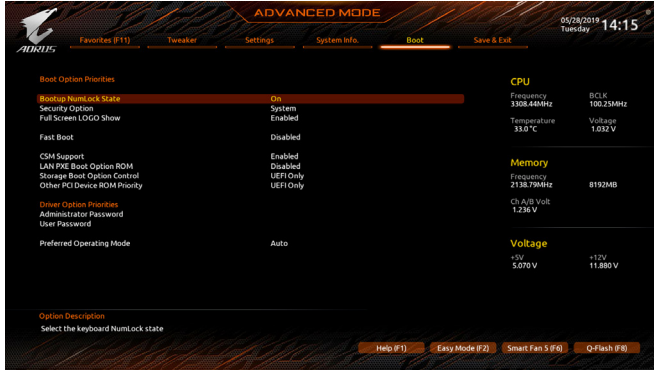 ADVANCED MODE
05/28/2019 14:15
Tuesday
AORUS
Favorites (F11) Tweaker Settings System Info. Boot Save & Exit
Boot Option Priorities
Bootup NumLock State On
Security Option System
Full Screen LOGO Show Enabled
Fast Boot Disabled
CSM Support Enabled
LAN PXE Boot Option ROM Disabled
Storage Boot Option Control UEFI Only
Other PCI Device ROM Priority UEFI Only
Driver Option Priorities
Administrator Password
User Password
Preferred Operating Mode Auto
CPU
Frequency BCLK
3308.44MHz 100.25MHz
Temperature Voltage
33.0 °C 1.032 V
Memory
Frequency
2138.79MHz 8192MB
Ch A/B Volt
1.236 V
Voltage
+5V +12V
5.070 V 11.880 V
Option Description
Select the keyboard NumLock state
Help (F1) Easy Mode (F2) Smart Fan 5 (F6) Q-Flash (F8)